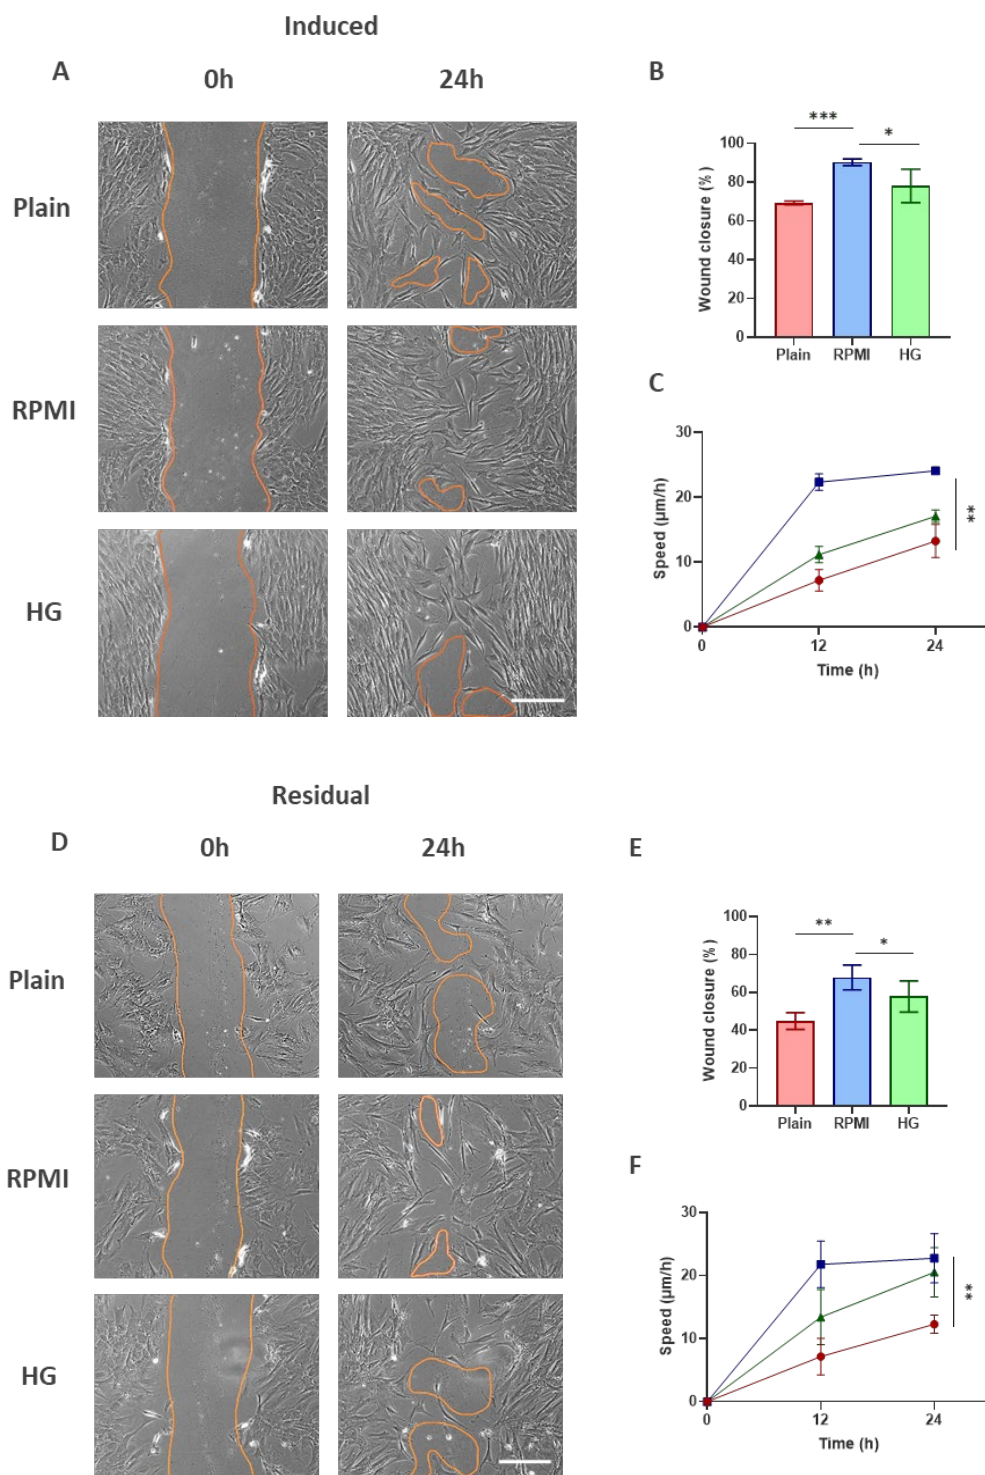 Induced
A
0h
24h
Plain
RPMI
HG
B
***
*
Wound closure (%)
100
80
60
40
20
0
Plain
RPMI
HG
C
Speed (µm/h)
30
20
10
0
**
0
12
24
Time (h)
Residual
D
0h
24h
Plain
RPMI
HG
E
**
*
Wound closure (%)
100
80
60
40
20
0
Plain
RPMI
HG
F
Speed (µm/h)
30
20
10
0
**
0
12
24
Time (h)